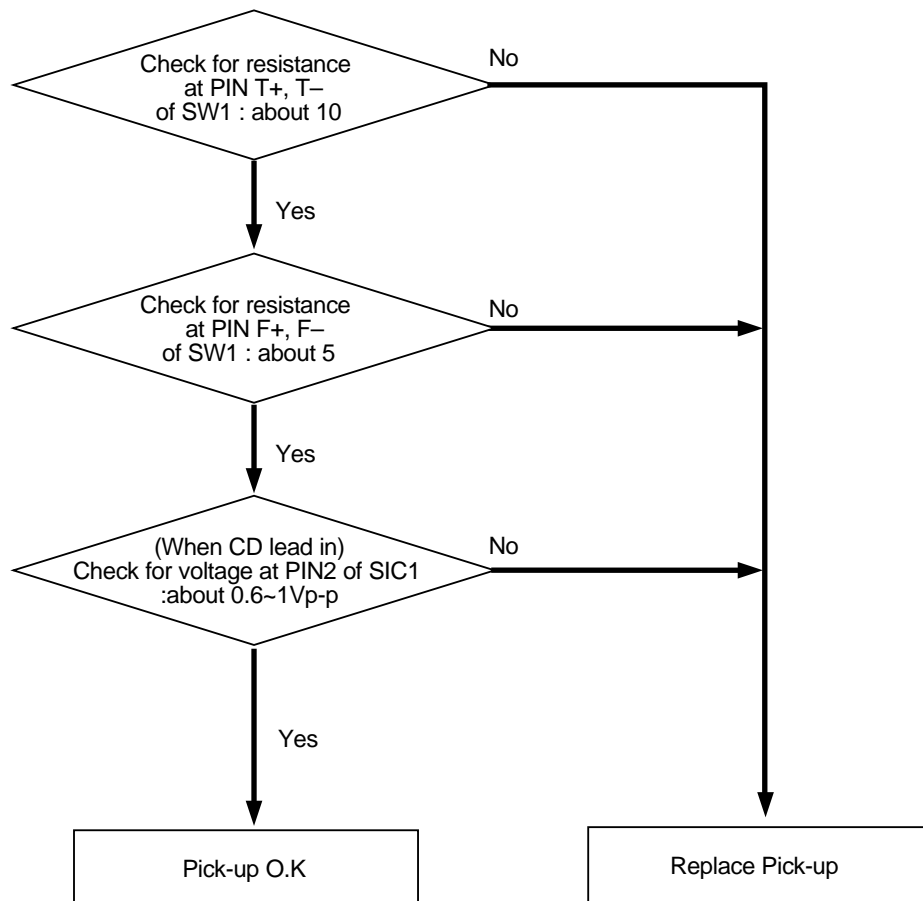 Check for resistance
at PIN T+, T–
of SW1 : about 10
No
Yes
Check for resistance
at PIN F+, F–
of SW1 : about 5
No
Yes
(When CD lead in)
Check for voltage at PIN2 of SIC1
:about 0.6~1Vp-p
No
Yes
Pick-up O.K
Replace Pick-up